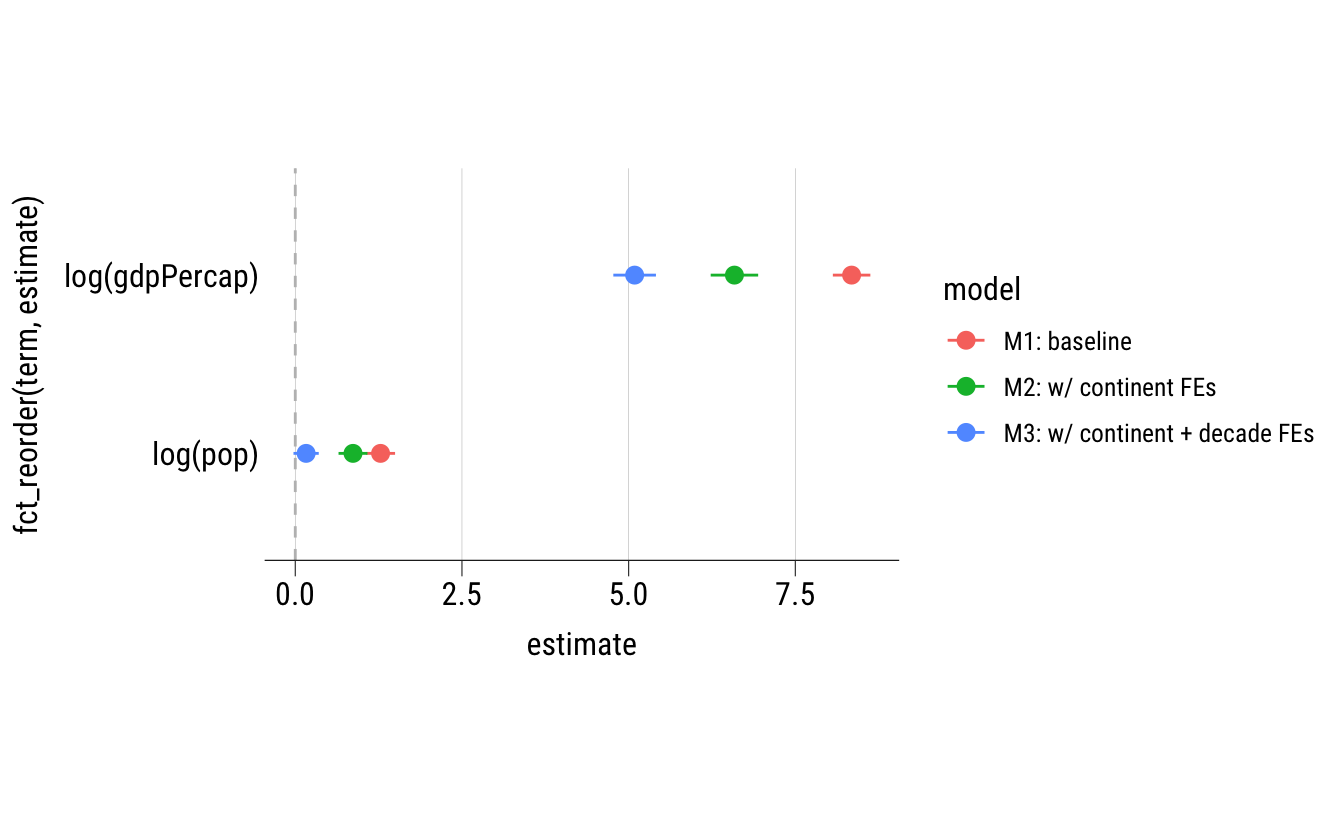 fct_reorder(term, estimate)
log(gdpPercap)
log(pop)
0.0
2.5
5.0
7.5
estimate
model
M1: baseline
M2: w/ continent FEs
M3: w/ continent + decade FEs